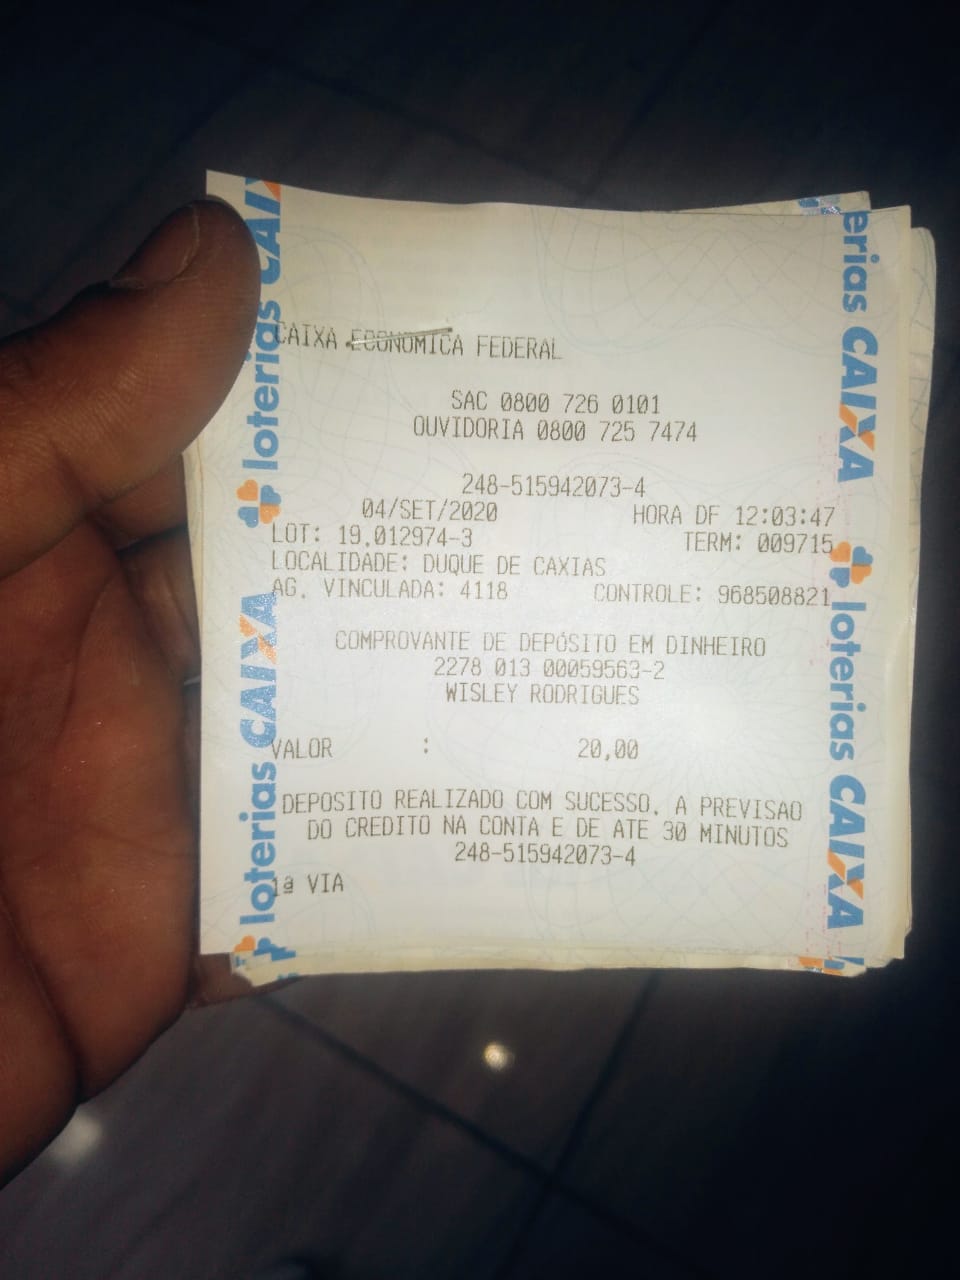 CAIXA ECONOMICA FEDERAL
SAC 0800 726 0101
OUVIDORIA 0800 725 7474
248-515942073-4
04/SET/2020 HORA DF 12:03:47
LOT: 19.012974-3 TERM: 009715
LOCALIDADE: DUQUE DE CAXIAS
AG. VINCULADA: 4118 CONTROLE: 968508821
COMPROVANTE DE DEPÓSITO EM DINHEIRO
2278 013 00059563-2
WISLEY RODRIGUES
VALOR : 20,00
DEPOSITO REALIZADO COM SUCESSO. A PREVISAO
DO CREDITO NA CONTA E DE ATE 30 MINUTOS
248-515942073-4
1ª VIA
loterias CAIXA
loterias CAIXA
erias CAIXA
loterias CAIXA